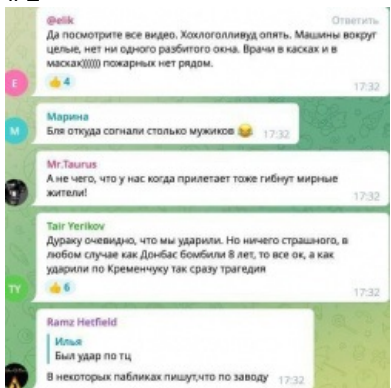 @elik
Ответить
Да посмотрите все видео. Хохлоголливуд опять. Машины вокруг
целые, нет ни одного разбитого окна. Врачи в касках и в
масках)))))) пожарных нет рядом.
👍 4
17:32
E
Марина
Бля откуда согнали столько мужиков 😂 17:32
М
Mr.Taurus
А не чего, что у нас когда прилетает тоже гибнут мирные
жители!
17:32
Tair Yerikov
Дураку очевидно, что мы ударили. Но ничего страшного, в
любом случае как Донбас бомбили 8 лет, то все ок, а как
ударили по Кременчуку так сразу трагедия
👍 6
17:32
TY
Ramz Hetfield
Илья
Был удар по тц
В некоторых пабликах пишут,что по заводу 17:32